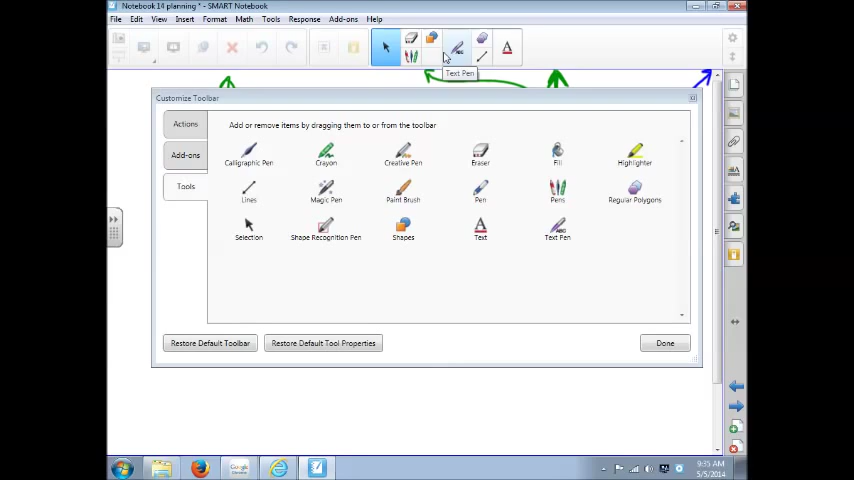 Notebook 14 planning * - SMART Notebook
File Edit View Insert Format Math Tools Response Add-ons Help
ABC
A
Text Pen
Customize Toolbar
Actions
Add-ons
Tools
Add or remove items by dragging them to or from the toolbar
Calligraphic Pen Crayon Creative Pen Eraser Fill Highlighter
Lines Magic Pen Paint Brush Pen Pens Regular Polygons
A ABC
Selection Shape Recognition Pen Shapes Text Text Pen
Restore Default Toolbar Restore Default Tool Properties Done
Google
9:35 AM
5/5/2014